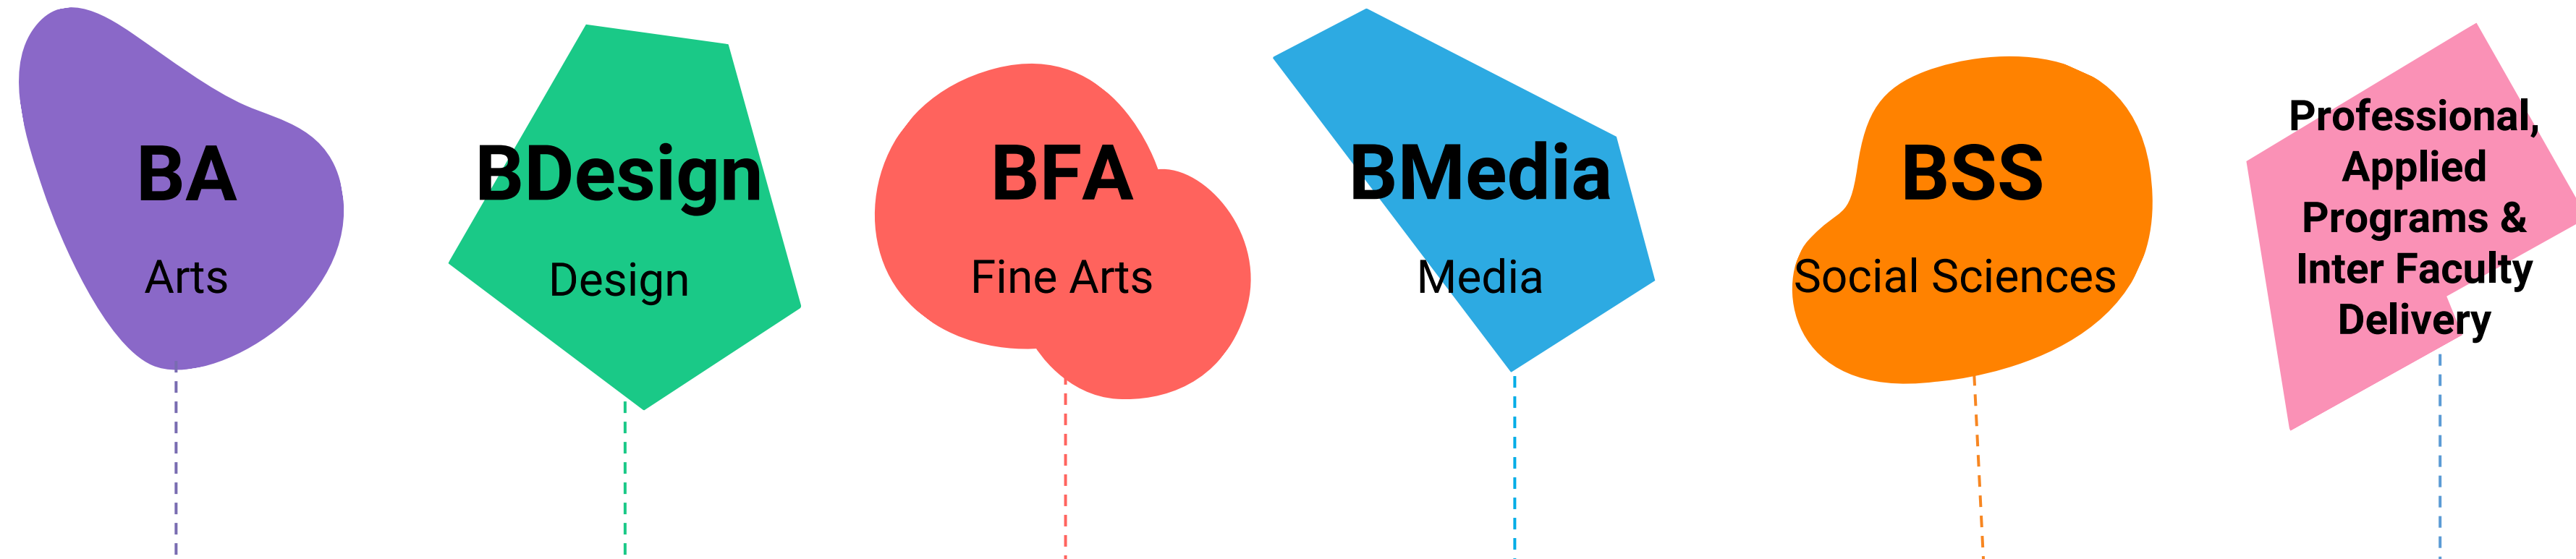 BA
Arts
BDesign
Design
BFA
Fine Arts
BMedia
Media
BSS
Social Sciences
Professional,
Applied
Programs &
Inter Faculty
Delivery